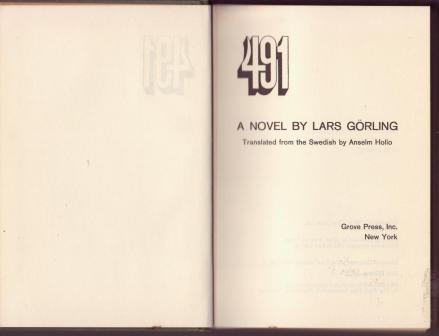 491
A NOVEL BY LARS GÖRLING
Translated from the Swedish by Anselm Hollo
Grove Press, Inc.
New York